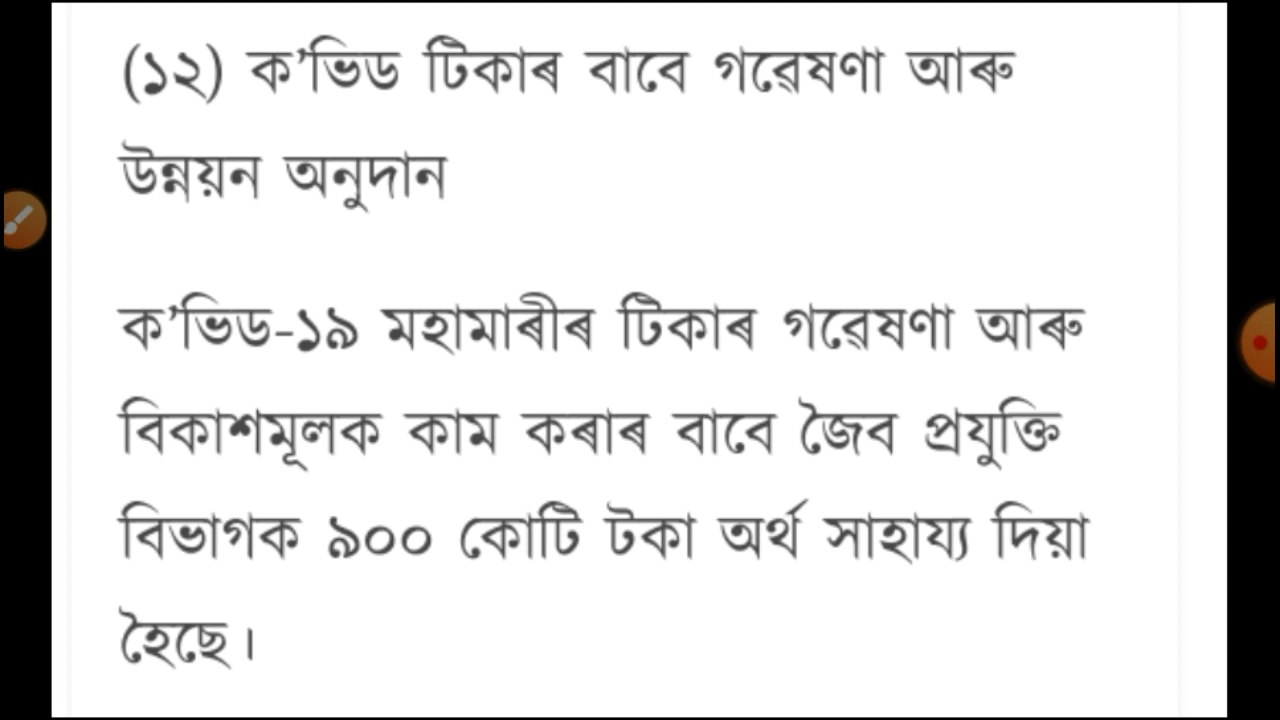 (১২) ক’ভিড টিকাৰ বাবে গৱেষণা আৰু
উন্নয়ন অনুদান
ক’ভিড-১৯ মহামাৰীৰ টিকাৰ গৱেষণা আৰু
বিকাশমূলক কাম কৰাৰ বাবে জৈব প্ৰযুক্তি
বিভাগক ৯০০ কোটি টকা অৰ্থ সাহায্য দিয়া
হৈছে।